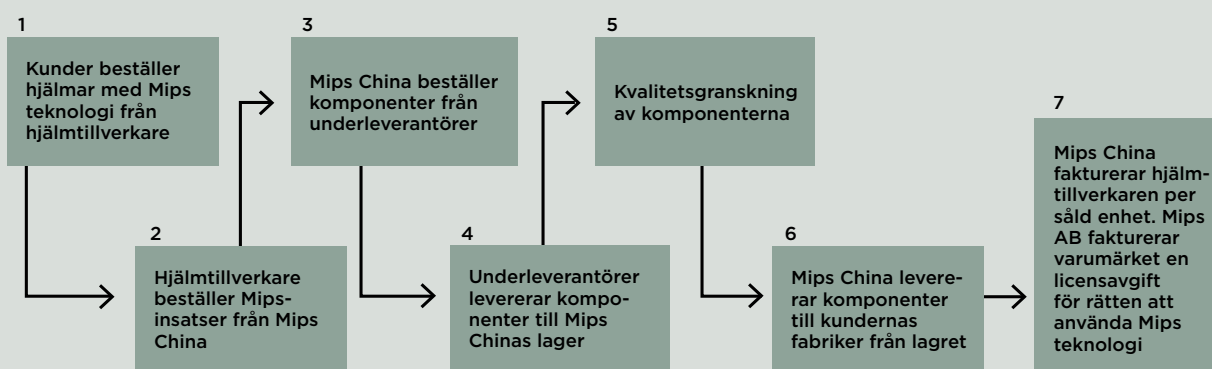 1
Kunder beställer
hjälmar med Mips
teknologi från
hjälmtillverkare
2
Hjälmtillverkare
beställer Mips-
insatser från Mips
China
3
Mips China beställer
komponenter från
underleverantörer
4
Underleverantörer
levererar kompo-
nenter till Mips
Chinas lager
5
Kvalitetsgranskning
av komponenterna
6
Mips China levere-
rar komponenter
till kundernas
fabriker från lagret
7
Mips China
fakturerar hjälm-
tillverkaren per
såld enhet. Mips
AB fakturerar
varumärket en
licensavgift
för rätten att
använda Mips
teknologi